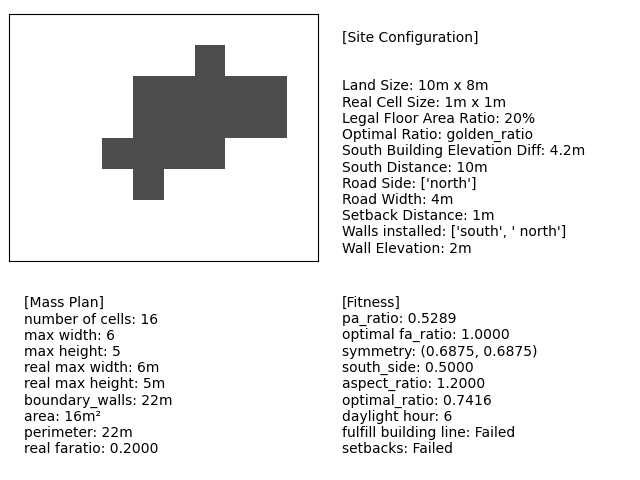 [Site Configuration]
Land Size: 10m x 8m
Real Cell Size: 1m x 1m
Legal Floor Area Ratio: 20%
Optimal Ratio: golden_ratio
South Building Elevation Diff: 4.2m
South Distance: 10m
Road Side: ['north']
Road Width: 4m
Setback Distance: 1m
Walls installed: ['south', ' north']
Wall Elevation: 2m
[Mass Plan]
number of cells: 16
max width: 6
max height: 5
real max width: 6m
real max height: 5m
boundary_walls: 22m
area: 16m²
perimeter: 22m
real faratio: 0.2000
[Fitness]
pa_ratio: 0.5289
optimal fa_ratio: 1.0000
symmetry: (0.6875, 0.6875)
south_side: 0.5000
aspect_ratio: 1.2000
optimal_ratio: 0.7416
daylight hour: 6
fulfill building line: Failed
setbacks: Failed